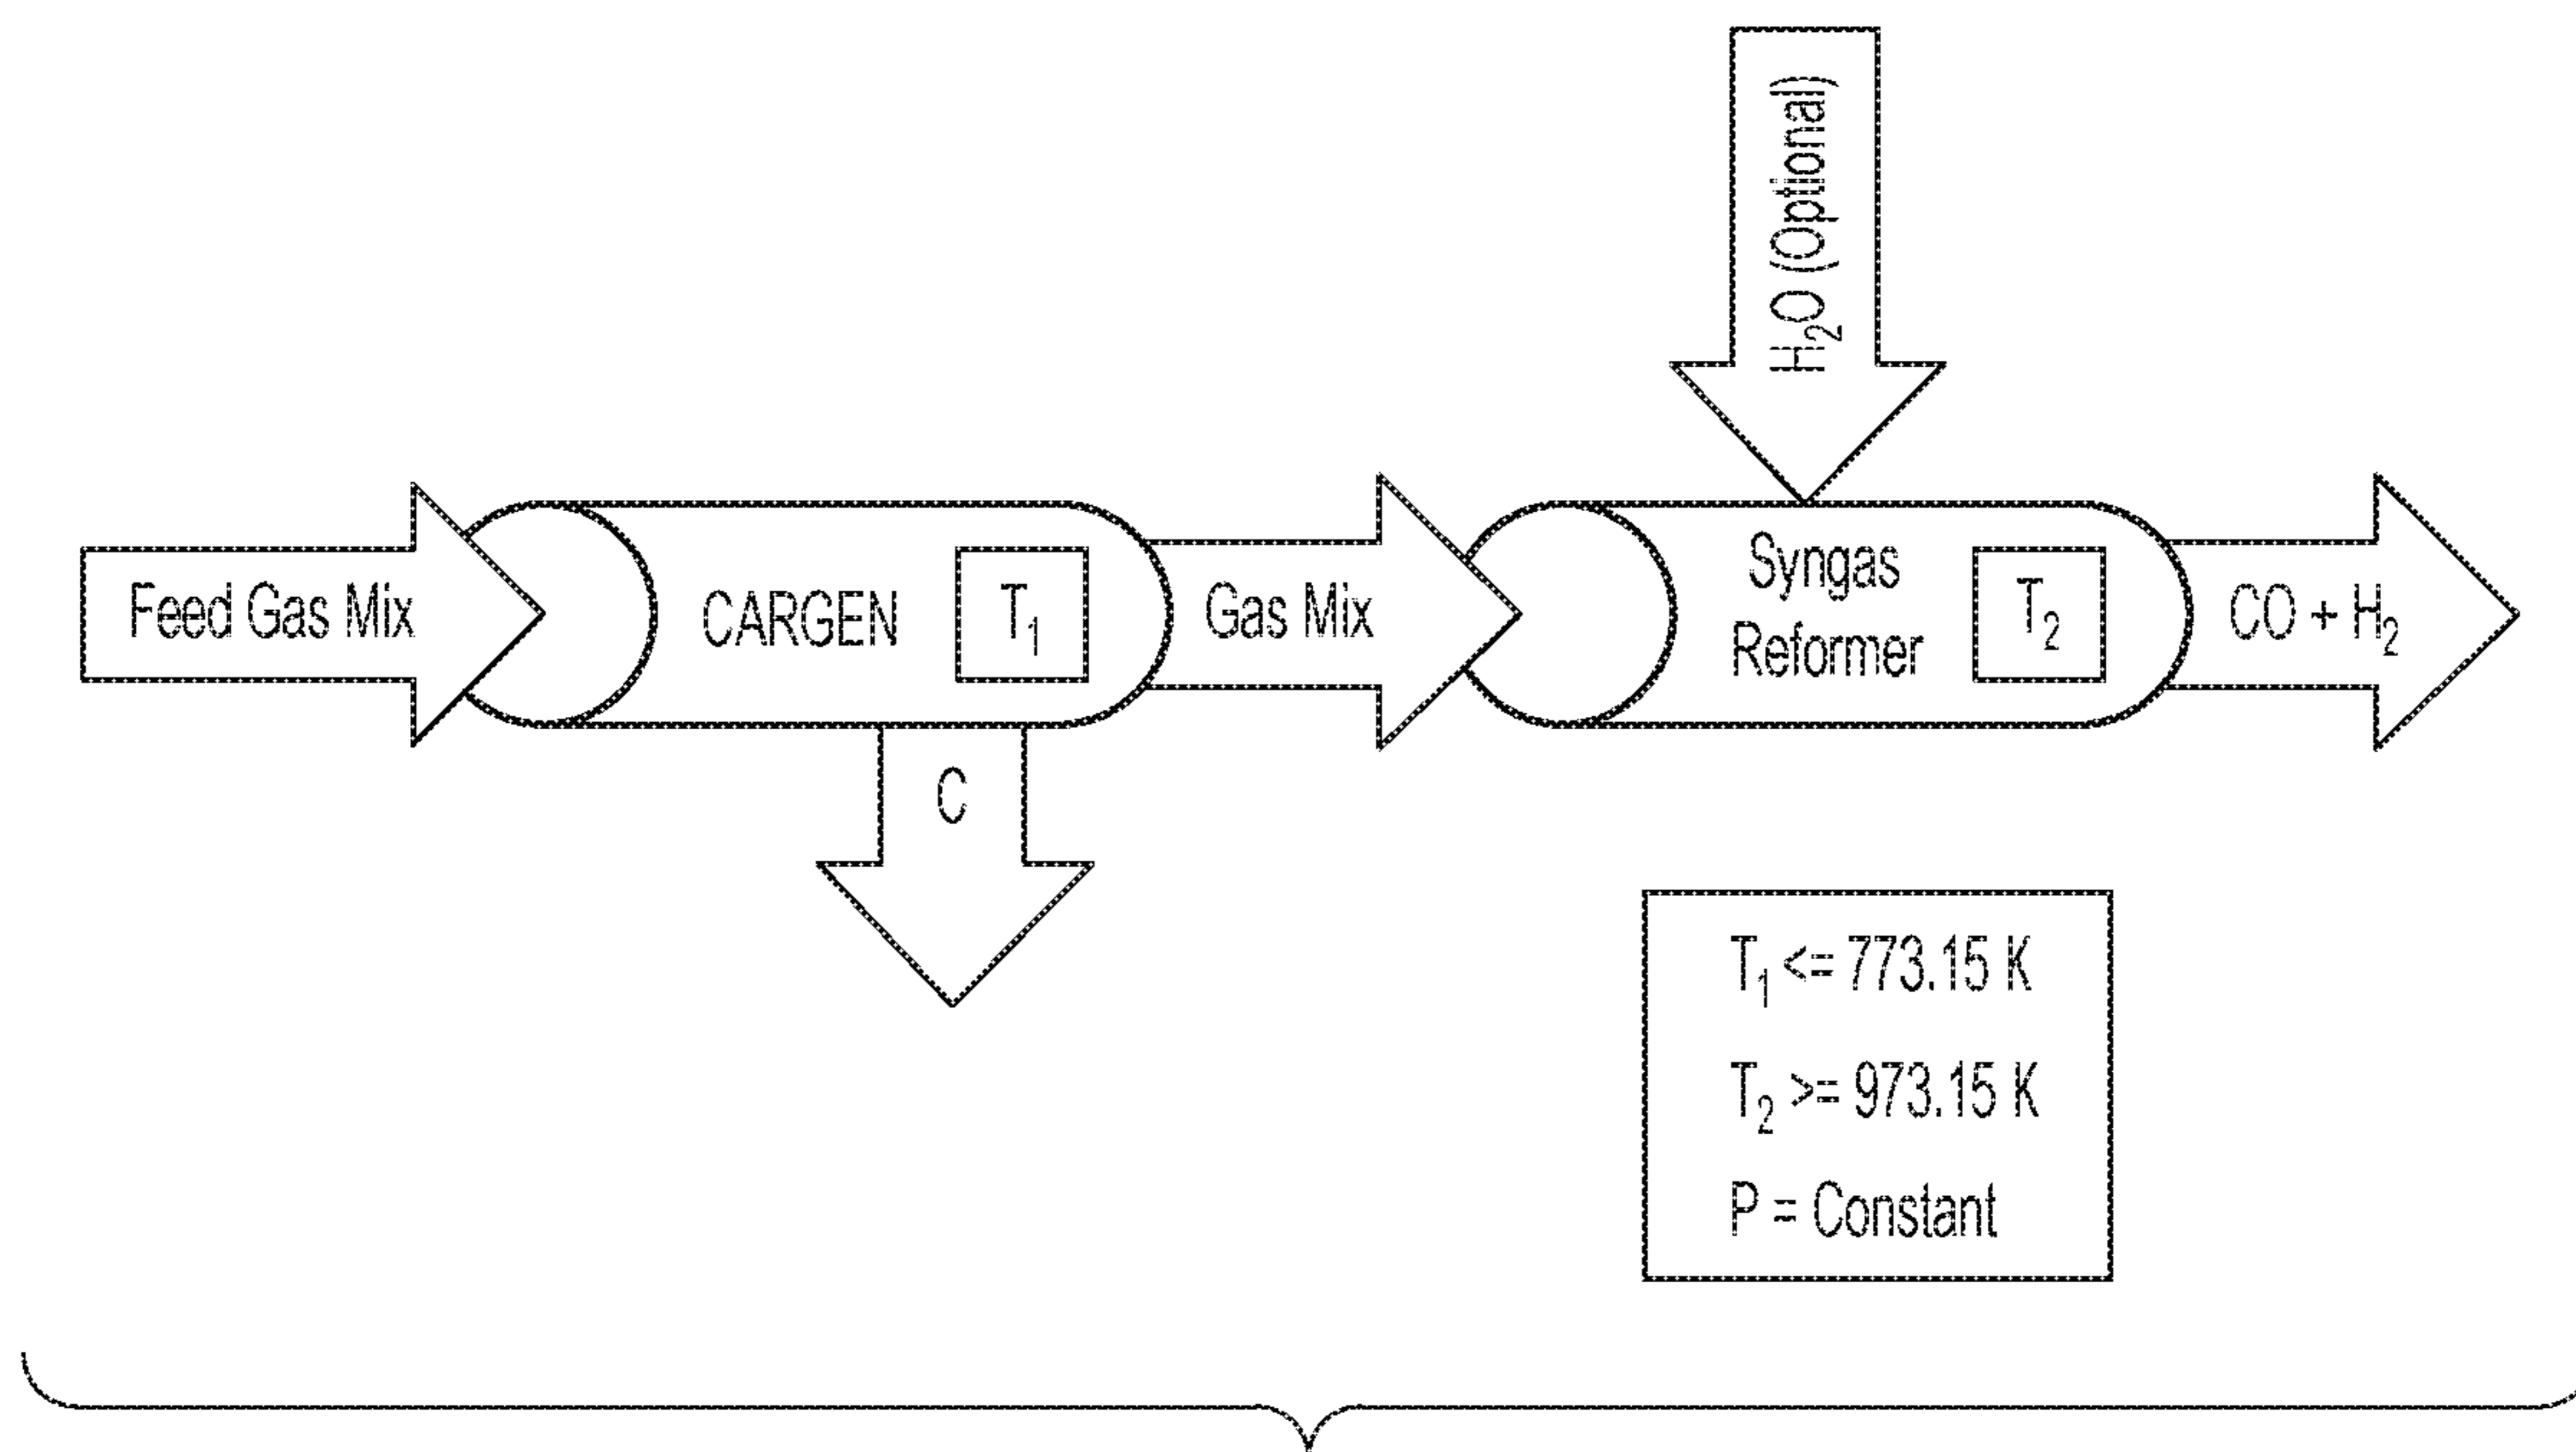 H₂O (Optional)
Feed Gas Mix
CARGEN
T₁
Gas Mix
Syngas
Reformer
T₂
CO + H₂
C
T₁ <= 773.15 K
T₂ >= 973.15 K
P = Constant